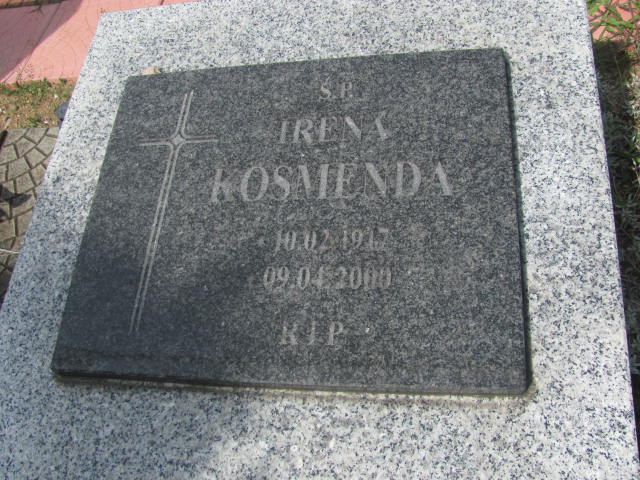 S.P.
IRENA
KOSMENDA
10.02.1917
09.04.2000
R.I.P.